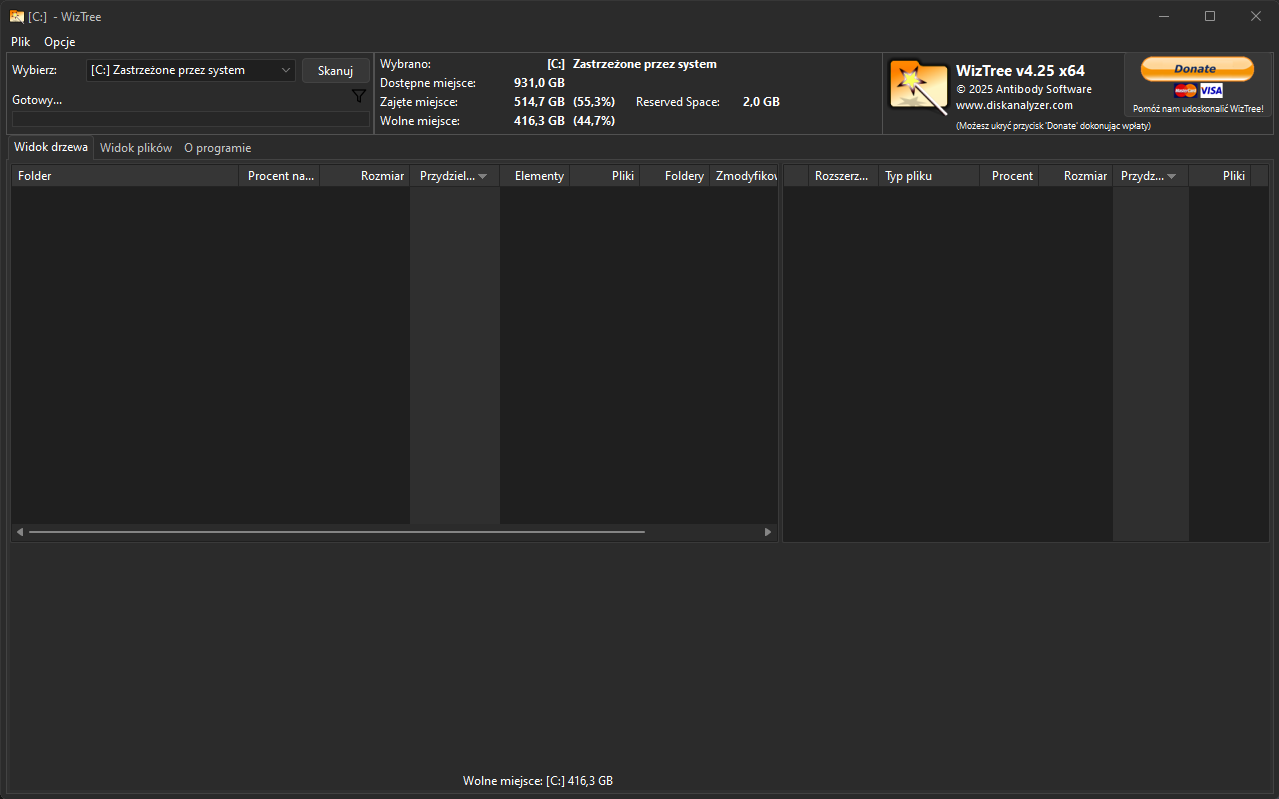 [C:] - WizTree
Plik Opcje
Wybierz: [C:] Zastrzeżone przez system Skanuj
Gotowy...
Wybrano: [C:] Zastrzeżone przez system
Dostępne miejsce: 931,0 GB
Zajęte miejsce: 514,7 GB (55,3%) Reserved Space: 2,0 GB
Wolne miejsce: 416,3 GB (44,7%)
WizTree v4.25 x64
© 2025 Antibody Software
www.diskanalyzer.com
(Możesz ukryć przycisk 'Donate' dokonując wpłaty)
Donate
MasterCard VISA
Pomóż nam udoskonalić WizTree!
Widok drzewa Widok plików O programie
Folder Procent na... Rozmiar Przydziel... Elementy Pliki Foldery Zmodyfikov
Rozszerz... Typ pliku Procent Rozmiar Przydz... Pliki
Wolne miejsce: [C:] 416,3 GB